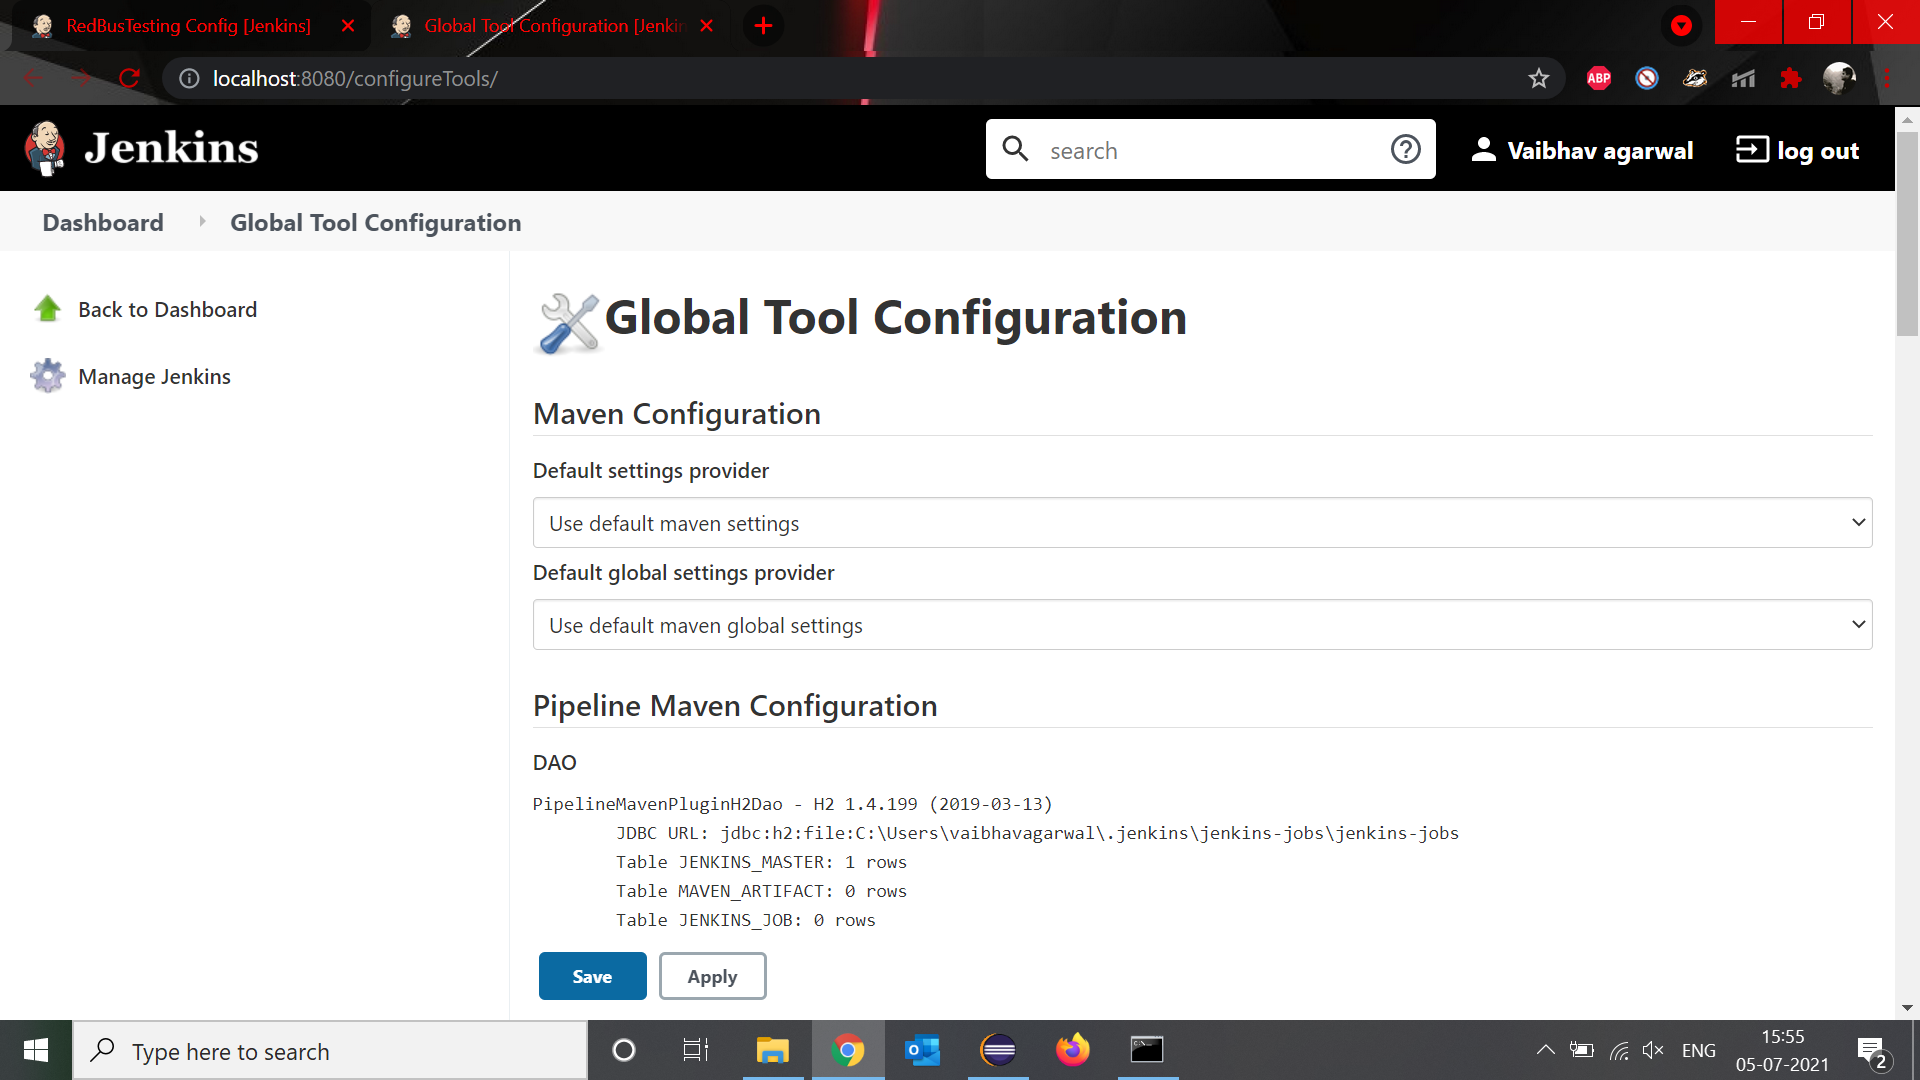 RedBusTesting Config [Jenkins]
Global Tool Configuration [Jenkin
localhost:8080/configureTools/
ABP
Jenkins
search
Vaibhav agarwal
log out
Dashboard
Global Tool Configuration
Back to Dashboard
Manage Jenkins
Global Tool Configuration
Maven Configuration
Default settings provider
Use default maven settings
Default global settings provider
Use default maven global settings
Pipeline Maven Configuration
DAO
PipelineMavenPluginH2Dao - H2 1.4.199 (2019-03-13)
JDBC URL: jdbc:h2:file:C:\Users\vaibhavagarwal\.jenkins\jenkins-jobs\jenkins-jobs
Table JENKINS_MASTER: 1 rows
Table MAVEN_ARTIFACT: 0 rows
Table JENKINS_JOB: 0 rows
Save
Apply
Type here to search
ENG
15:55
05-07-2021
2